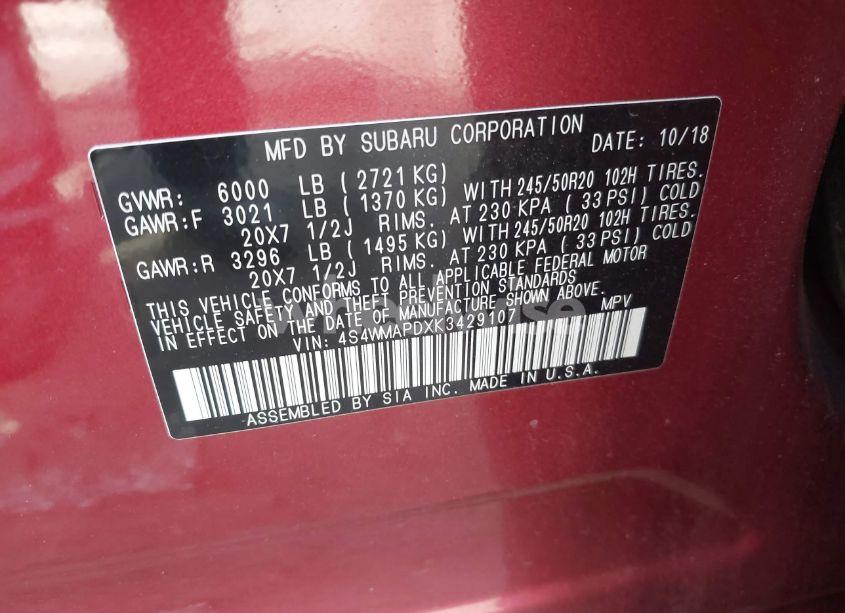 MFD BY SUBARU CORPORATION DATE: 10/18
GVWR: 6000 LB ( 2721 KG)
GAWR:F 3021 LB ( 1370 KG) WITH 245/50R20 102H TIRES.
20X7 1/2J RIMS. AT 230 KPA ( 33 PSI) COLD
GAWR:R 3296 LB ( 1495 KG) WITH 245/50R20 102H TIRES.
20X7 1/2J RIMS. AT 230 KPA ( 33 PSI) COLD
THIS VEHICLE CONFORMS TO ALL APPLICABLE FEDERAL MOTOR
VEHICLE SAFETY AND THEFT PREVENTION STANDARDS
IN EFFECT ON THE DATE OF MANUFACTURE SHOWN ABOVE.
VIN: 4S4WMAPDXK3429107 MPV
ASSEMBLED BY SIA INC. MADE IN U.S.A.